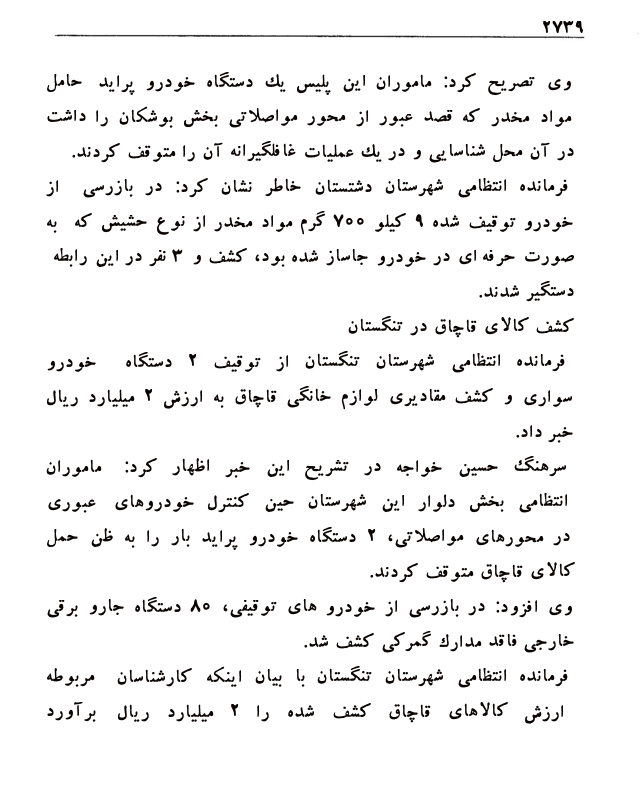 ۲۷۳۹
وی تصریح کرد: ماموران این پلیس یك دستگاه خودرو پراید حامل
مواد مخدر که قصد عبور از محور مواصلاتی بخش بوشکان را داشت
در آن محل شناسایی و در یك عملیات غافلگیرانه آن را متوقف کردند.
فرمانده انتظامی شهرستان دشتستان خاطر نشان کرد: در بازرسی از
خودرو توقیف شده ۹ کیلو ۷۰۰ گرم مواد مخدر از نوع حشیش که به
صورت حرفه ای در خودرو جاساز شده بود، کشف و ۳ نفر در این رابطه
دستگیر شدند.
کشف کالای قاچاق در تنگستان
فرمانده انتظامی شهرستان تنگستان از توقیف ۲ دستگاه خودرو
سواری و کشف مقادیری لوازم خانگی قاچاق به ارزش ۲ میلیارد ریال
خبر داد.
سرهنگ حسین خواجه در تشریح این خبر اظهار کرد: ماموران
انتظامی بخش دلوار این شهرستان حین کنترل خودروهای عبوری
در محورهای مواصلاتی، ۲ دستگاه خودرو پراید بار را به ظن حمل
کالای قاچاق متوقف کردند.
وی افزود: در بازرسی از خودرو های توقیفی، ۸۰ دستگاه جارو برقی
خارجی فاقد مدارك گمرکی کشف شد.
فرمانده انتظامی شهرستان تنگستان با بیان اینکه کارشناسان مربوطه
ارزش کالاهای قاچاق کشف شده را ۲ میلیارد ریال برآورد